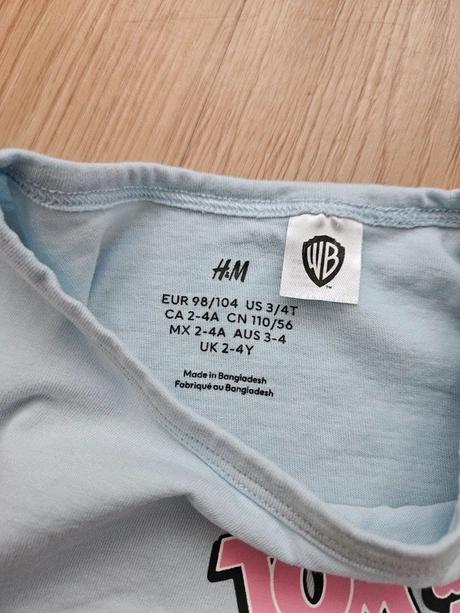 H&M
WB
TM
EUR 98/104 US 3/4T
CA 2-4A CN 110/56
MX 2-4A AUS 3-4
UK 2-4Y
Made in Bangladesh
Fabriqué au Bangladesh